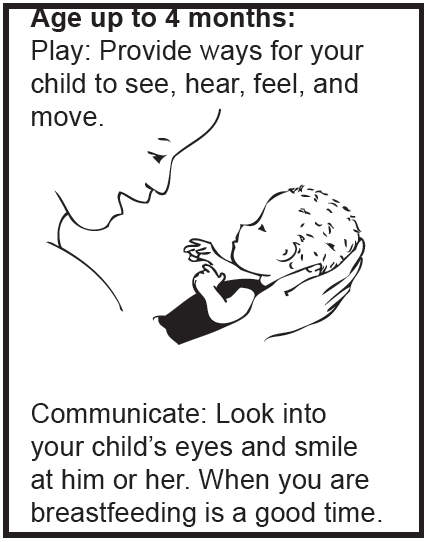 Age up to 4 months:
Play: Provide ways for your
child to see, hear, feel, and
move.
Communicate: Look into
your child’s eyes and smile
at him or her. When you are
breastfeeding is a good time.